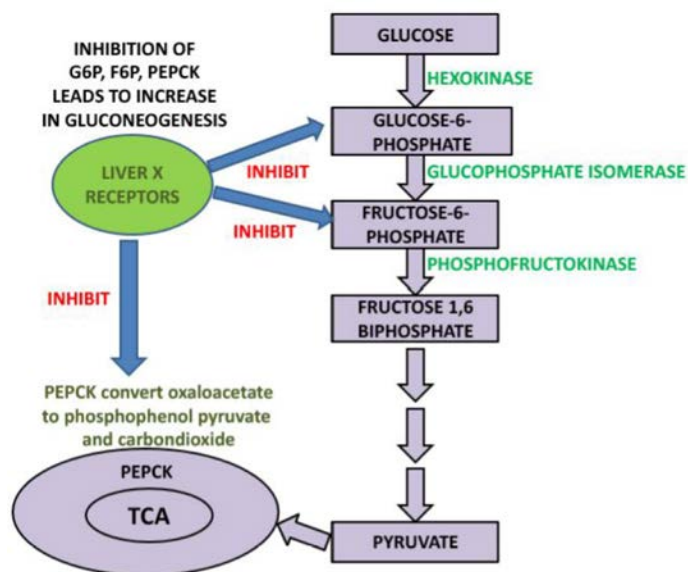 INHIBITION OF
G6P, F6P, PEPCK
LEADS TO INCREASE
IN GLUCONEOGENESIS
LIVER X
RECEPTORS
INHIBIT
INHIBIT
INHIBIT
GLUCOSE
HEXOKINASE
GLUCOSE-6-
PHOSPHATE
GLUCOPHOSPHATE ISOMERASE
FRUCTOSE-6-
PHOSPHATE
PHOSPHOFRUCTOKINASE
FRUCTOSE 1,6
BIPHOSPHATE
PEPCK convert oxaloacetate
to phosphophenol pyruvate
and carbondioxide
PEPCK
TCA
PYRUVATE